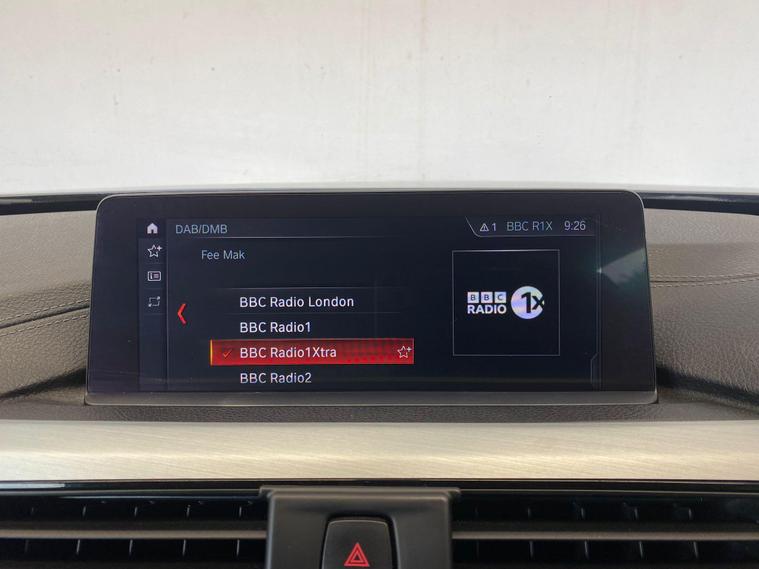 DAB/DMB
1 BBC R1X 9:26
Fee Mak
BBC Radio London
BBC Radio1
BBC Radio1Xtra
BBC Radio2
BBC
RADIO 1X